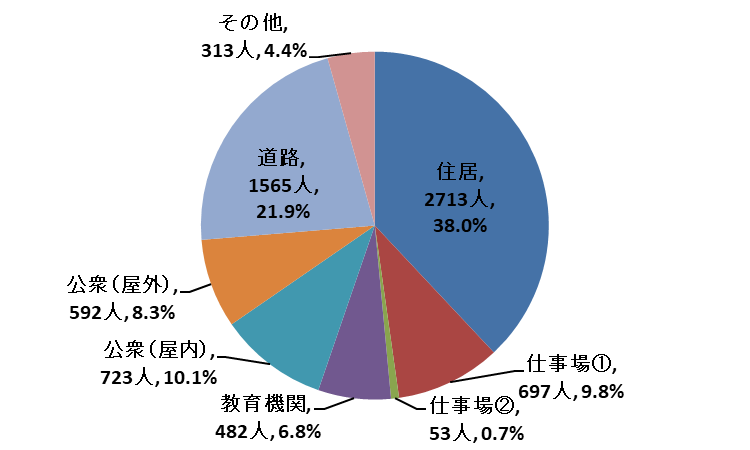 その他,
313人, 4.4%
住居,
2713人,
38.0%
道路,
1565人,
21.9%
公衆（屋外）,
592人, 8.3%
公衆（屋内）,
723人, 10.1%
教育機関,
482人, 6.8%
仕事場②,
53人, 0.7%
仕事場①,
697人, 9.8%